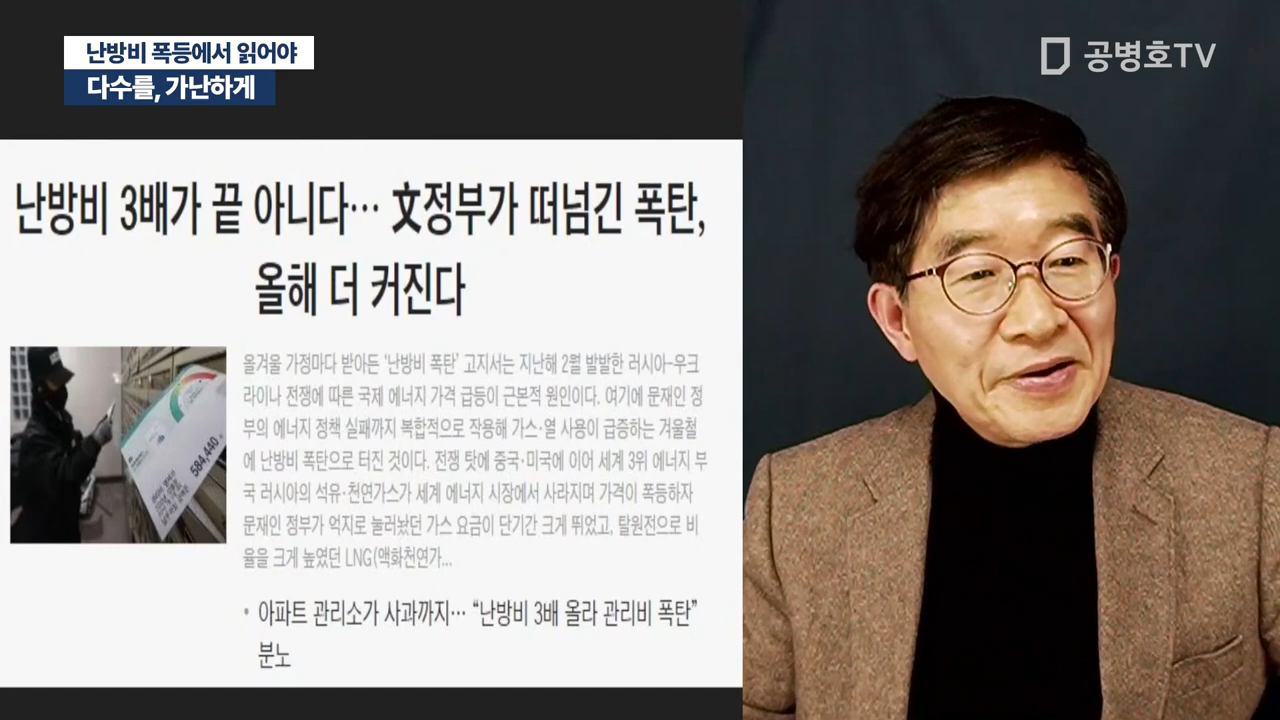 난방비 폭등에서 읽어야
다수를, 가난하게
공병호TV
난방비 3배가 끝 아니다… 文정부가 떠넘긴 폭탄,
올해 더 커진다
올겨울 가정마다 받아든 ‘난방비 폭탄’ 고지서는 지난해 2월 발발한 러시아-우크
라이나 전쟁에 따른 국제 에너지 가격 급등이 근본적 원인이다. 여기에 문재인 정
부의 에너지 정책 실패까지 복합적으로 작용해 가스·열 사용이 급증하는 겨울철
에 난방비 폭탄으로 터진 것이다. 전쟁 탓에 중국·미국에 이어 세계 3위 에너지 부
국 러시아의 석유·천연가스가 세계 에너지 시장에서 사라지며 가격이 폭등하자
문재인 정부가 억지로 눌러놨던 가스 요금이 단기간 크게 뛰었고, 탈원전으로 비
율을 크게 높였던 LNG(액화천연가...
584,440
• 아파트 관리소가 사과까지… “난방비 3배 올라 관리비 폭탄”
분노